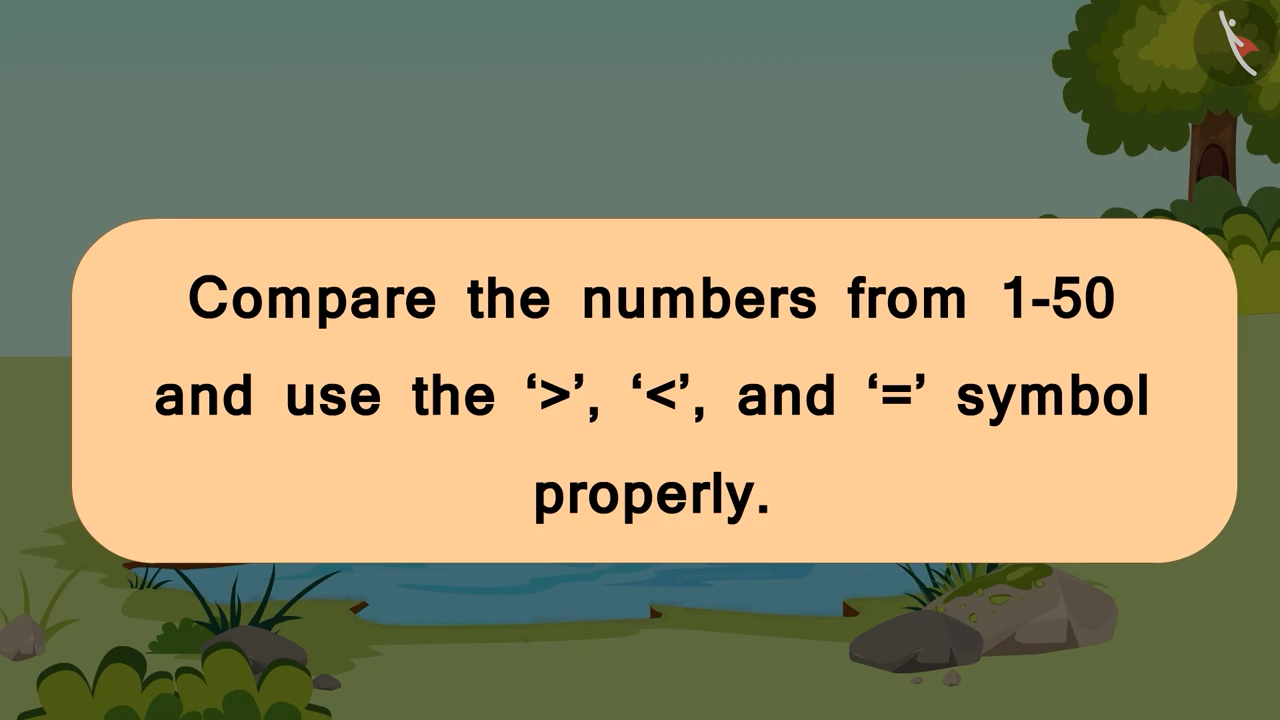 Compare the numbers from 1-50
and use the ‘>’, ‘<’, and ‘=’ symbol
properly.